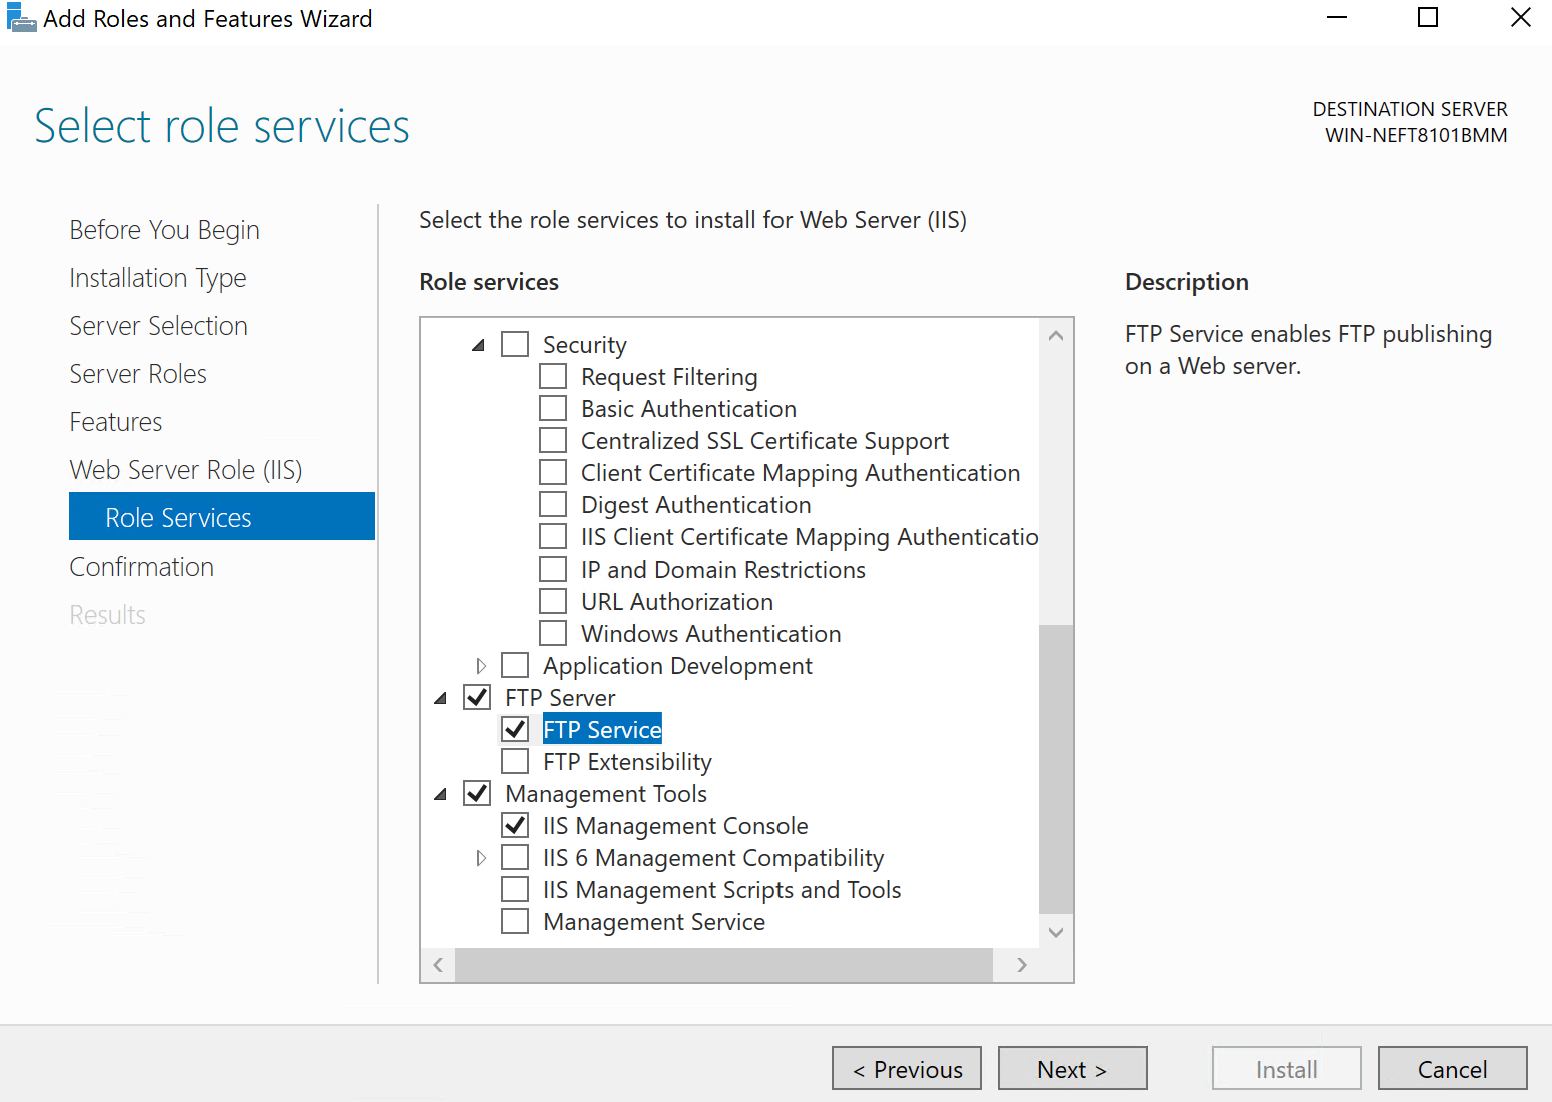 Add Roles and Features Wizard
Select role services
DESTINATION SERVER
WIN-NEFT8101BMM
Before You Begin
Installation Type
Server Selection
Server Roles
Features
Web Server Role (IIS)
Role Services
Confirmation
Results
Select the role services to install for Web Server (IIS)
Role services
Security
Request Filtering
Basic Authentication
Centralized SSL Certificate Support
Client Certificate Mapping Authentication
Digest Authentication
IIS Client Certificate Mapping Authenticatio
IP and Domain Restrictions
URL Authorization
Windows Authentication
Application Development
FTP Server
FTP Service
FTP Extensibility
Management Tools
IIS Management Console
IIS 6 Management Compatibility
IIS Management Scripts and Tools
Management Service
Description
FTP Service enables FTP publishing
on a Web server.
< Previous
Next >
Install
Cancel